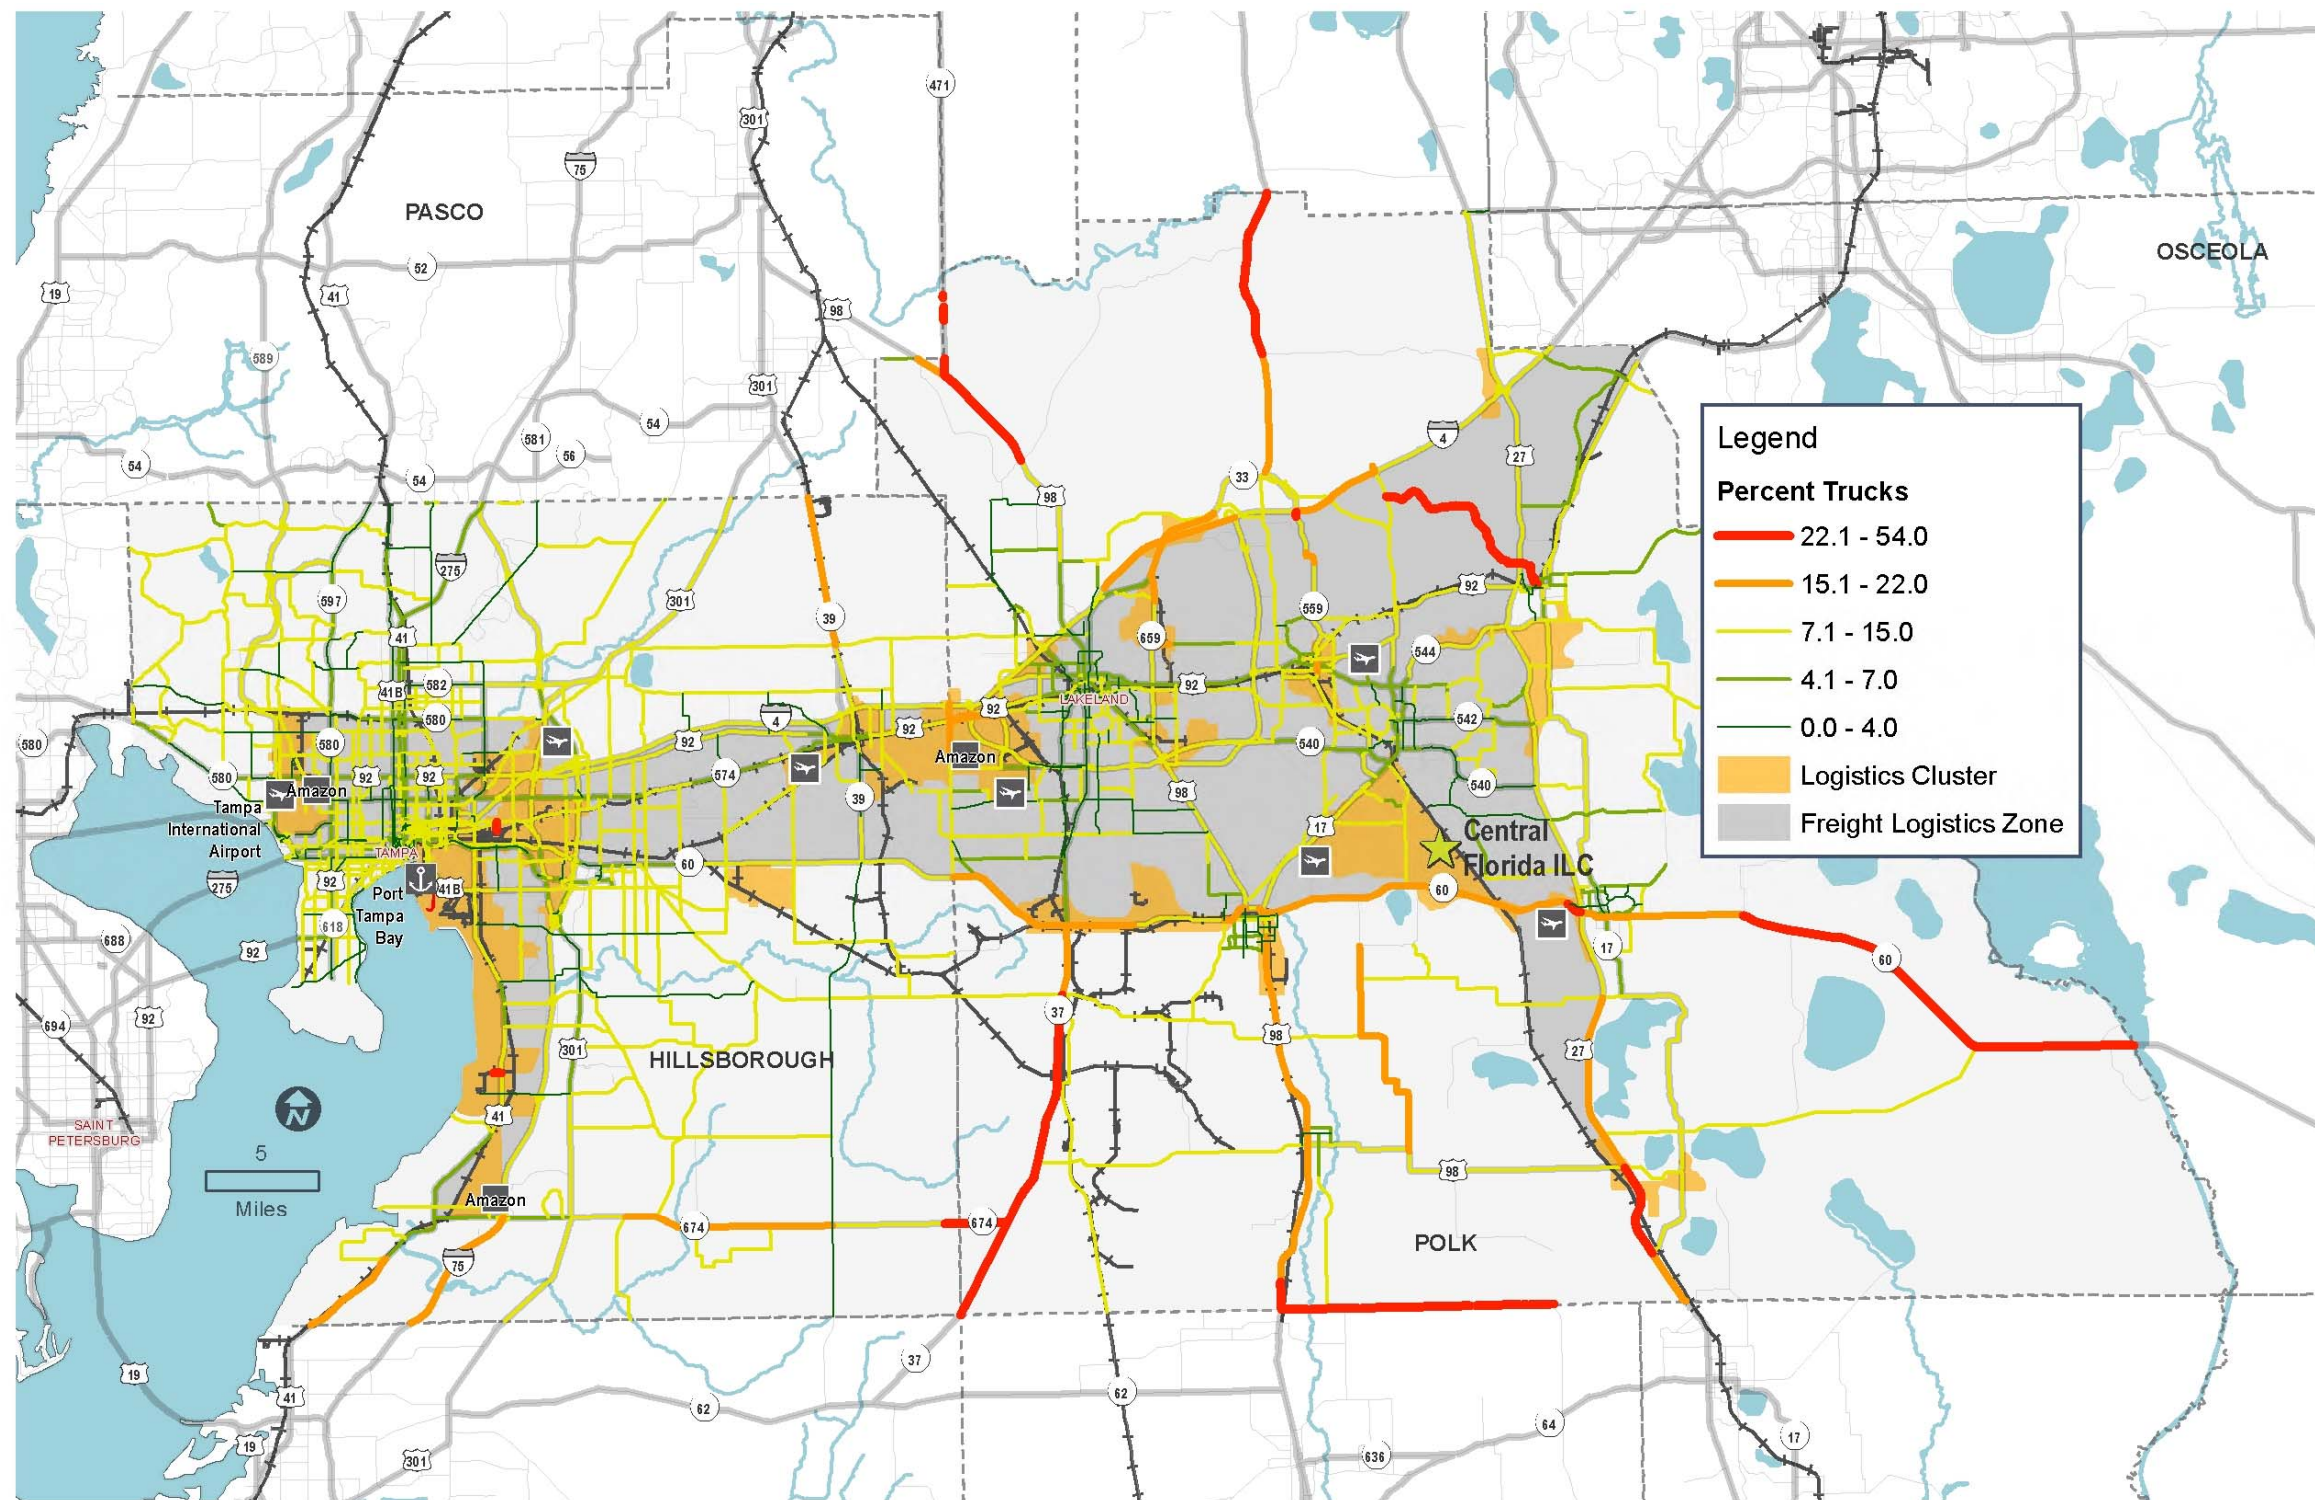 471
301
75
PASCO
OSCEOLA
52
19
41
98
589
301
54
581
56
54
54
4
27
33
98
Legend
Percent Trucks
22.1 - 54.0
15.1 - 22.0
7.1 - 15.0
4.1 - 7.0
0.0 - 4.0
Logistics Cluster
Freight Logistics Zone
275
597
301
39
41
92
559
659
544
41B
582
580
92
LAKELAND
92
542
580
580
4
92
92
540
Amazon
580
92
92
574
39
98
540
Amazon
Tampa
International
Airport
17
Central
Florida ILC
TAMPA
60
60
275
92
Port
Tampa
Bay
41B
618
688
92
17
60
694
92
37
98
301
HILLSBOROUGH
27
N
41
SAINT
PETERSBURG
5
Miles
98
Amazon
674
674
POLK
75
37
19
41
62
62
64
19
301
636
17